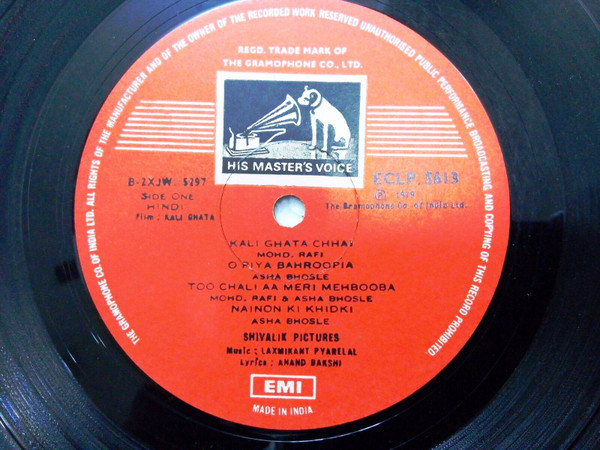 THE GRAMOPHONE CO. OF INDIA LTD. ALL RIGHTS OF THE MANUFACTURER AND OF THE OWNER OF THE RECORDED WORK RESERVED UNAUTHORISED PUBLIC PERFORMANCE BROADCASTING AND COPYING OF THIS RECORD PROHIBITED
REGD. TRADE MARK OF
THE GRAMOPHONE CO., LTD.
HIS MASTER'S VOICE
B-2XJW. 5297
SIDE ONE
HINDI
Film : KALI GHATA
ECLP. 5613
Ⓟ 1979
The Gramophone Co. of India Ltd.
KALI GHATA CHHAI
MOHD. RAFI
O PIYA BAHROOPIA
ASHA BHOSLE
TOO CHALI AA MERI MEHBOOBA
MOHD. RAFI & ASHA BHOSLE
NAINON KI KHIDKI
ASHA BHOSLE
SHIVALIK PICTURES
Music : LAXMIKANT PYARELAL
Lyrics : ANAND BAKSHI
EMI
MADE IN INDIA.